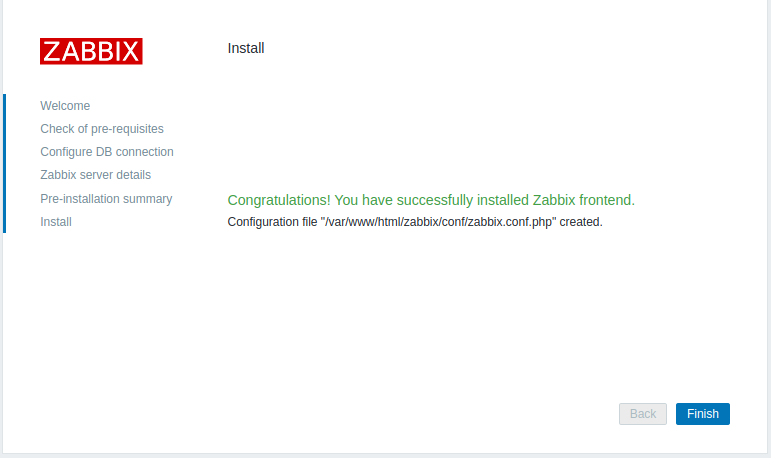 ZABBIX
Install
Welcome
Check of pre-requisites
Configure DB connection
Zabbix server details
Pre-installation summary
Install
Congratulations! You have successfully installed Zabbix frontend.
Configuration file "/var/www/html/zabbix/conf/zabbix.conf.php" created.
Back
Finish